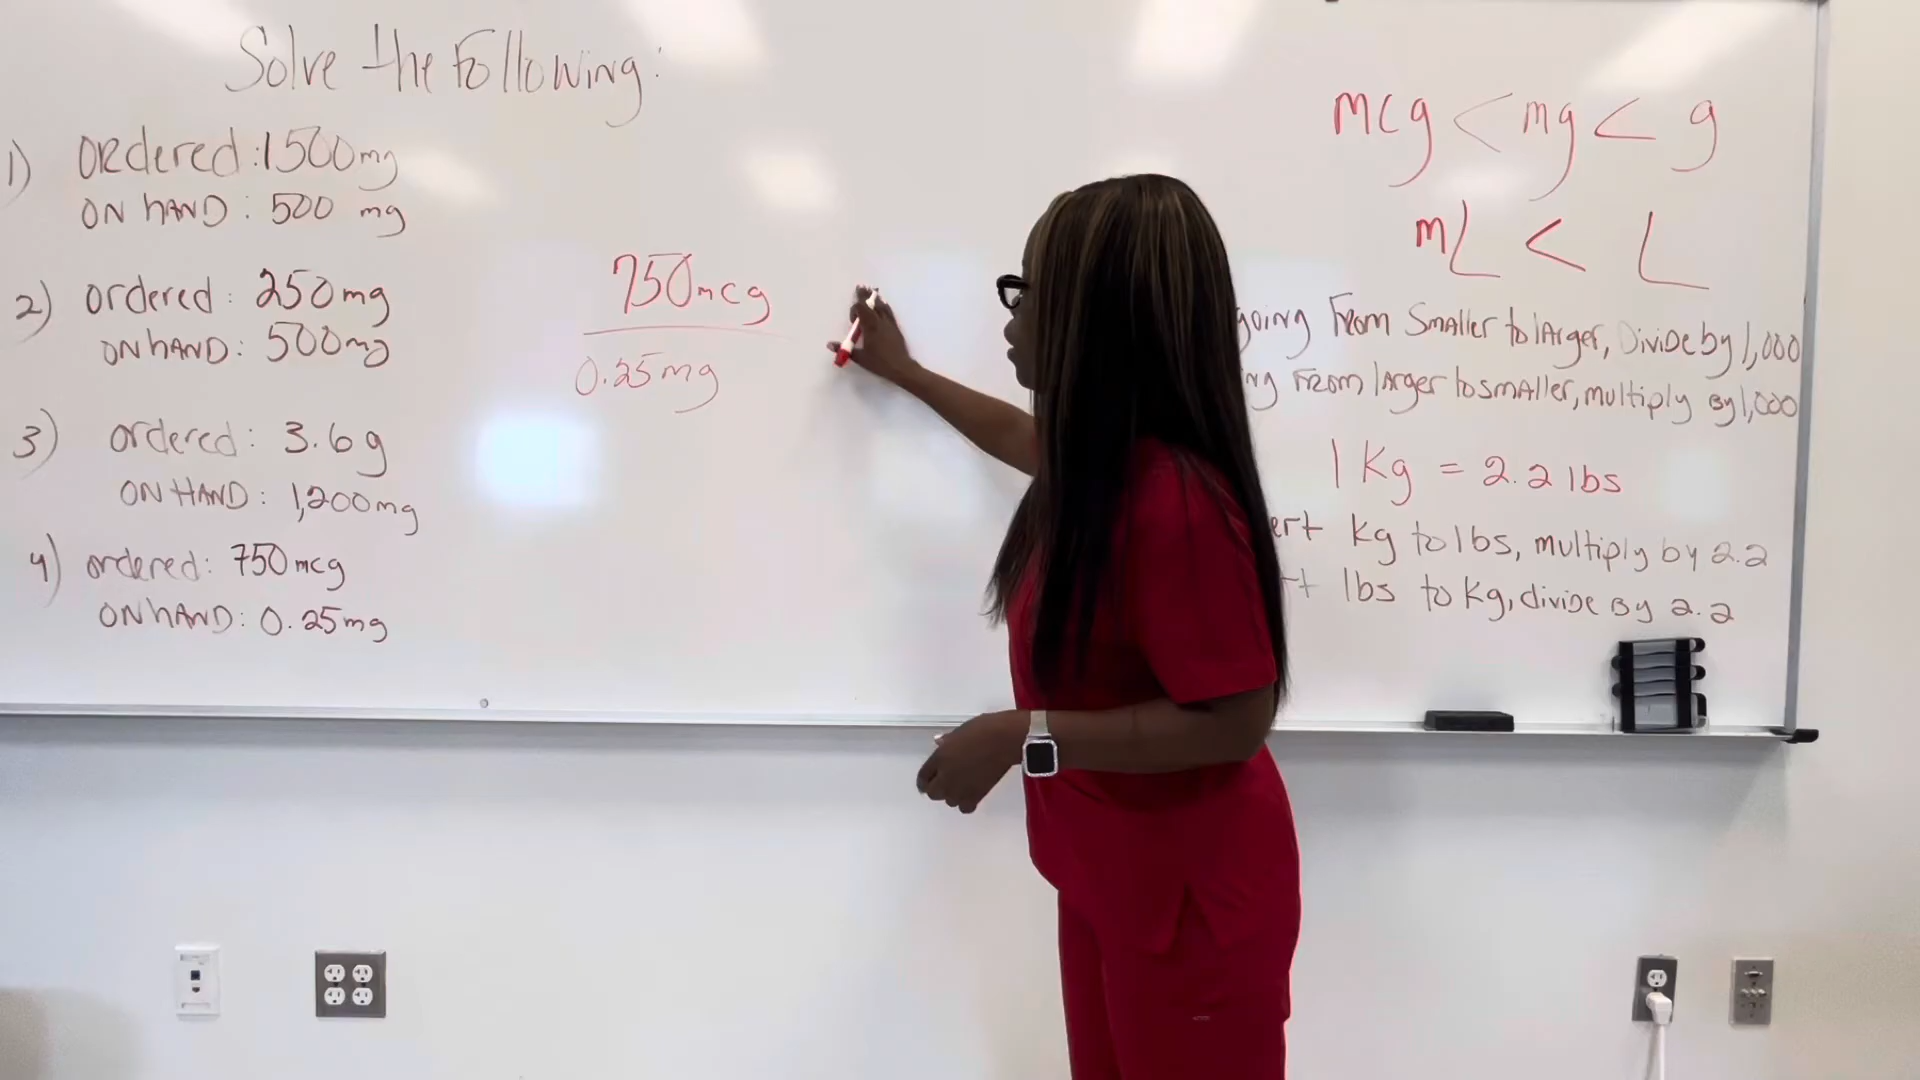 Solve the Following:
1) ordered: 1500mg
ON HAND: 500 mg
2) ordered: 250mg
ON HAND: 500mg
3) ordered: 3.6g
ON HAND: 1,200mg
4) ordered: 750mcg
ON HAND: 0.25mg
750mcg
0.25mg
mcg < mg < g
mL < L
going From Smaller to larger, Divide by 1,000
From larger to smaller, multiply By 1,000
1 Kg = 2.2 lbs
kg to lbs, multiply by 2.2
lbs to kg, divide By 2.2